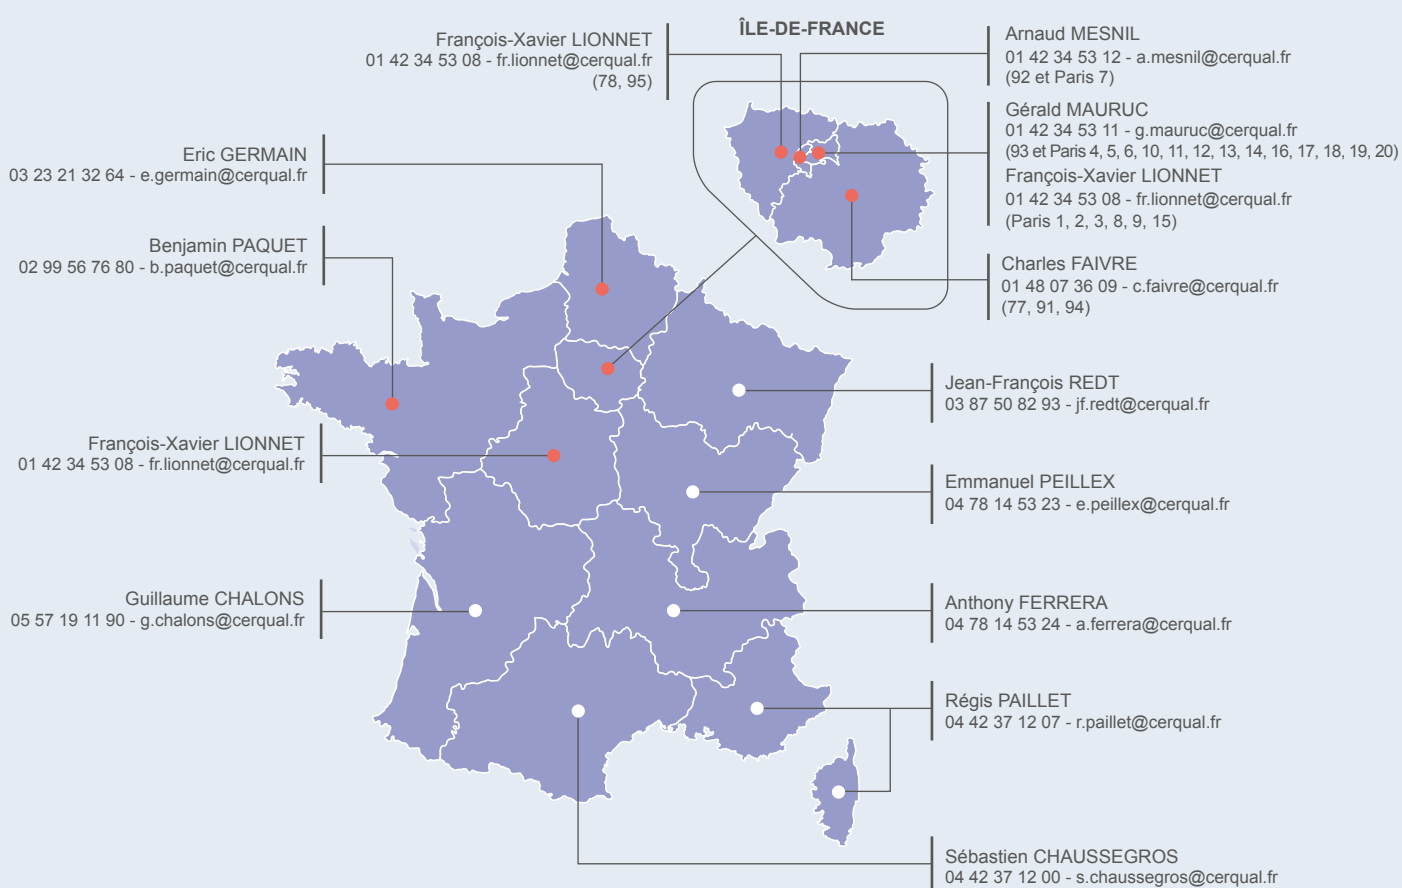 ÎLE-DE-FRANCE
François-Xavier LIONNET
01 42 34 53 08 - fr.lionnet@cerqual.fr
(78, 95)
Arnaud MESNIL
01 42 34 53 12 - a.mesnil@cerqual.fr
(92 et Paris 7)
Gérald MAURUC
01 42 34 53 11 - g.mauruc@cerqual.fr
(93 et Paris 4, 5, 6, 10, 11, 12, 13, 14, 16, 17, 18, 19, 20)
François-Xavier LIONNET
01 42 34 53 08 - fr.lionnet@cerqual.fr
(Paris 1, 2, 3, 8, 9, 15)
Charles FAIVRE
01 48 07 36 09 - c.faivre@cerqual.fr
(77, 91, 94)
Eric GERMAIN
03 23 21 32 64 - e.germain@cerqual.fr
Benjamin PAQUET
02 99 56 76 80 - b.paquet@cerqual.fr
François-Xavier LIONNET
01 42 34 53 08 - fr.lionnet@cerqual.fr
Guillaume CHALONS
05 57 19 11 90 - g.chalons@cerqual.fr
Jean-François REDT
03 87 50 82 93 - jf.redt@cerqual.fr
Emmanuel PEILLEX
04 78 14 53 23 - e.peillex@cerqual.fr
Anthony FERRERA
04 78 14 53 24 - a.ferrera@cerqual.fr
Régis PAILLET
04 42 37 12 07 - r.paillet@cerqual.fr
Sébastien CHAUSSEGROS
04 42 37 12 00 - s.chaussegros@cerqual.fr